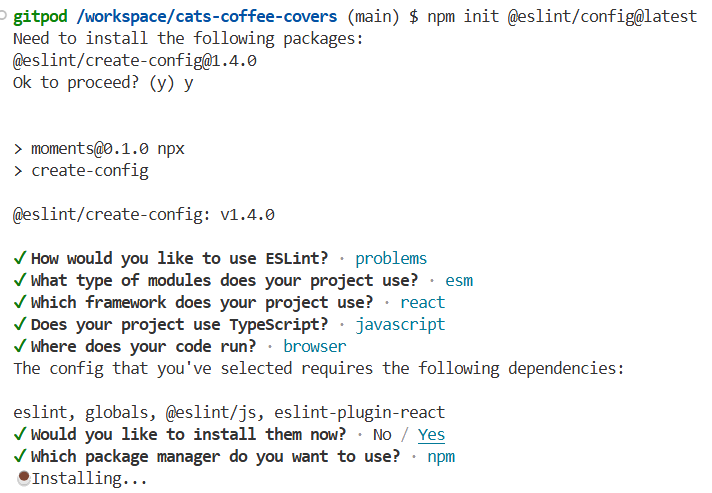 gitpod /workspace/cats-coffee-covers (main) $ npm init @eslint/config@latest
Need to install the following packages:
@eslint/create-config@1.4.0
Ok to proceed? (y) y
> moments@0.1.0 npx
> create-config
@eslint/create-config: v1.4.0
✓ How would you like to use ESLint? · problems
✓ What type of modules does your project use? · esm
✓ Which framework does your project use? · react
✓ Does your project use TypeScript? · javascript
✓ Where does your code run? · browser
The config that you've selected requires the following dependencies:
eslint, globals, @eslint/js, eslint-plugin-react
✓ Would you like to install them now? · No / Yes
✓ Which package manager do you want to use? · npm
☕Installing...